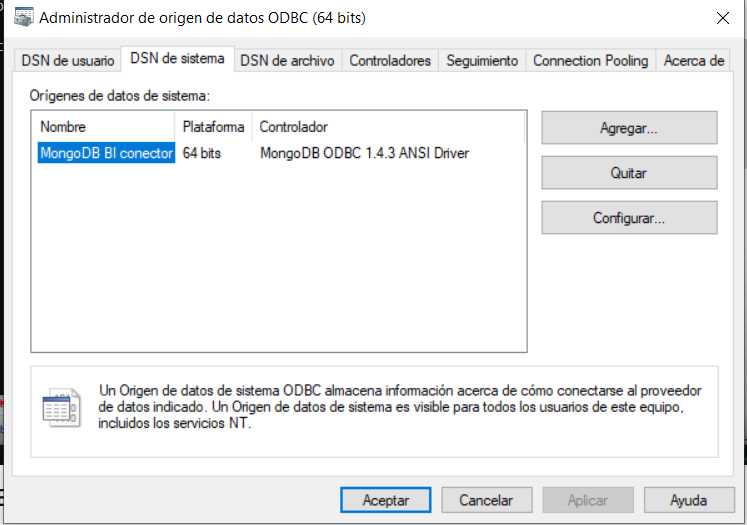 Administrador de origen de datos ODBC (64 bits)
DSN de usuario DSN de sistema DSN de archivo Controladores Seguimiento Connection Pooling Acerca de
Orígenes de datos de sistema:
Nombre Plataforma Controlador
MongoDB BI conector 64 bits MongoDB ODBC 1.4.3 ANSI Driver
Agregar...
Quitar
Configurar...
Un Origen de datos de sistema ODBC almacena información acerca de cómo conectarse al proveedor
de datos indicado. Un Origen de datos de sistema es visible para todos los usuarios de este equipo,
incluidos los servicios NT.
Aceptar Cancelar Aplicar Ayuda